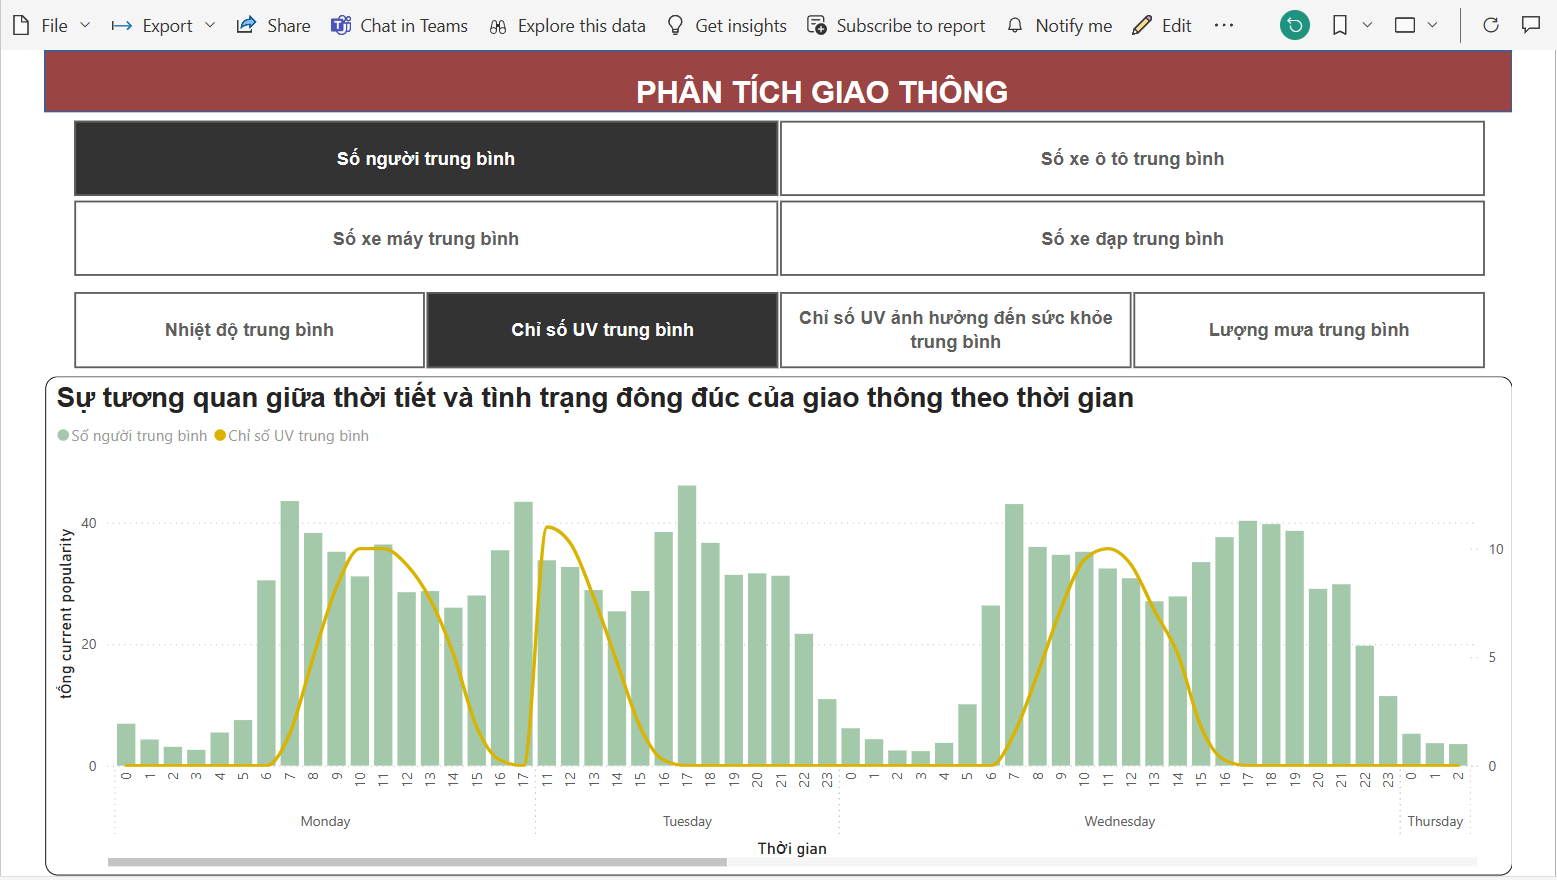 File Export Share Chat in Teams Explore this data Get insights Subscribe to report Notify me Edit ...
PHÂN TÍCH GIAO THÔNG
Số người trung bình
Số xe ô tô trung bình
Số xe máy trung bình
Số xe đạp trung bình
Nhiệt độ trung bình
Chỉ số UV trung bình
Chỉ số UV ảnh hưởng đến sức khỏe
trung bình
Lượng mưa trung bình
Sự tương quan giữa thời tiết và tình trạng đông đúc của giao thông theo thời gian
Số người trung bình Chỉ số UV trung bình
tổng current popularity
40
20
0
10
5
0
0 1 2 3 4 5 6 7 8 9 10 11 12 13 14 15 16 17 11 12 13 14 15 16 17 18 19 20 21 22 23 0 1 2 3 4 5 6 7 8 9 10 11 12 13 14 15 16 17 18 19 20 21 22 23 0 1 2
Monday Tuesday Wednesday Thursday
Thời gian